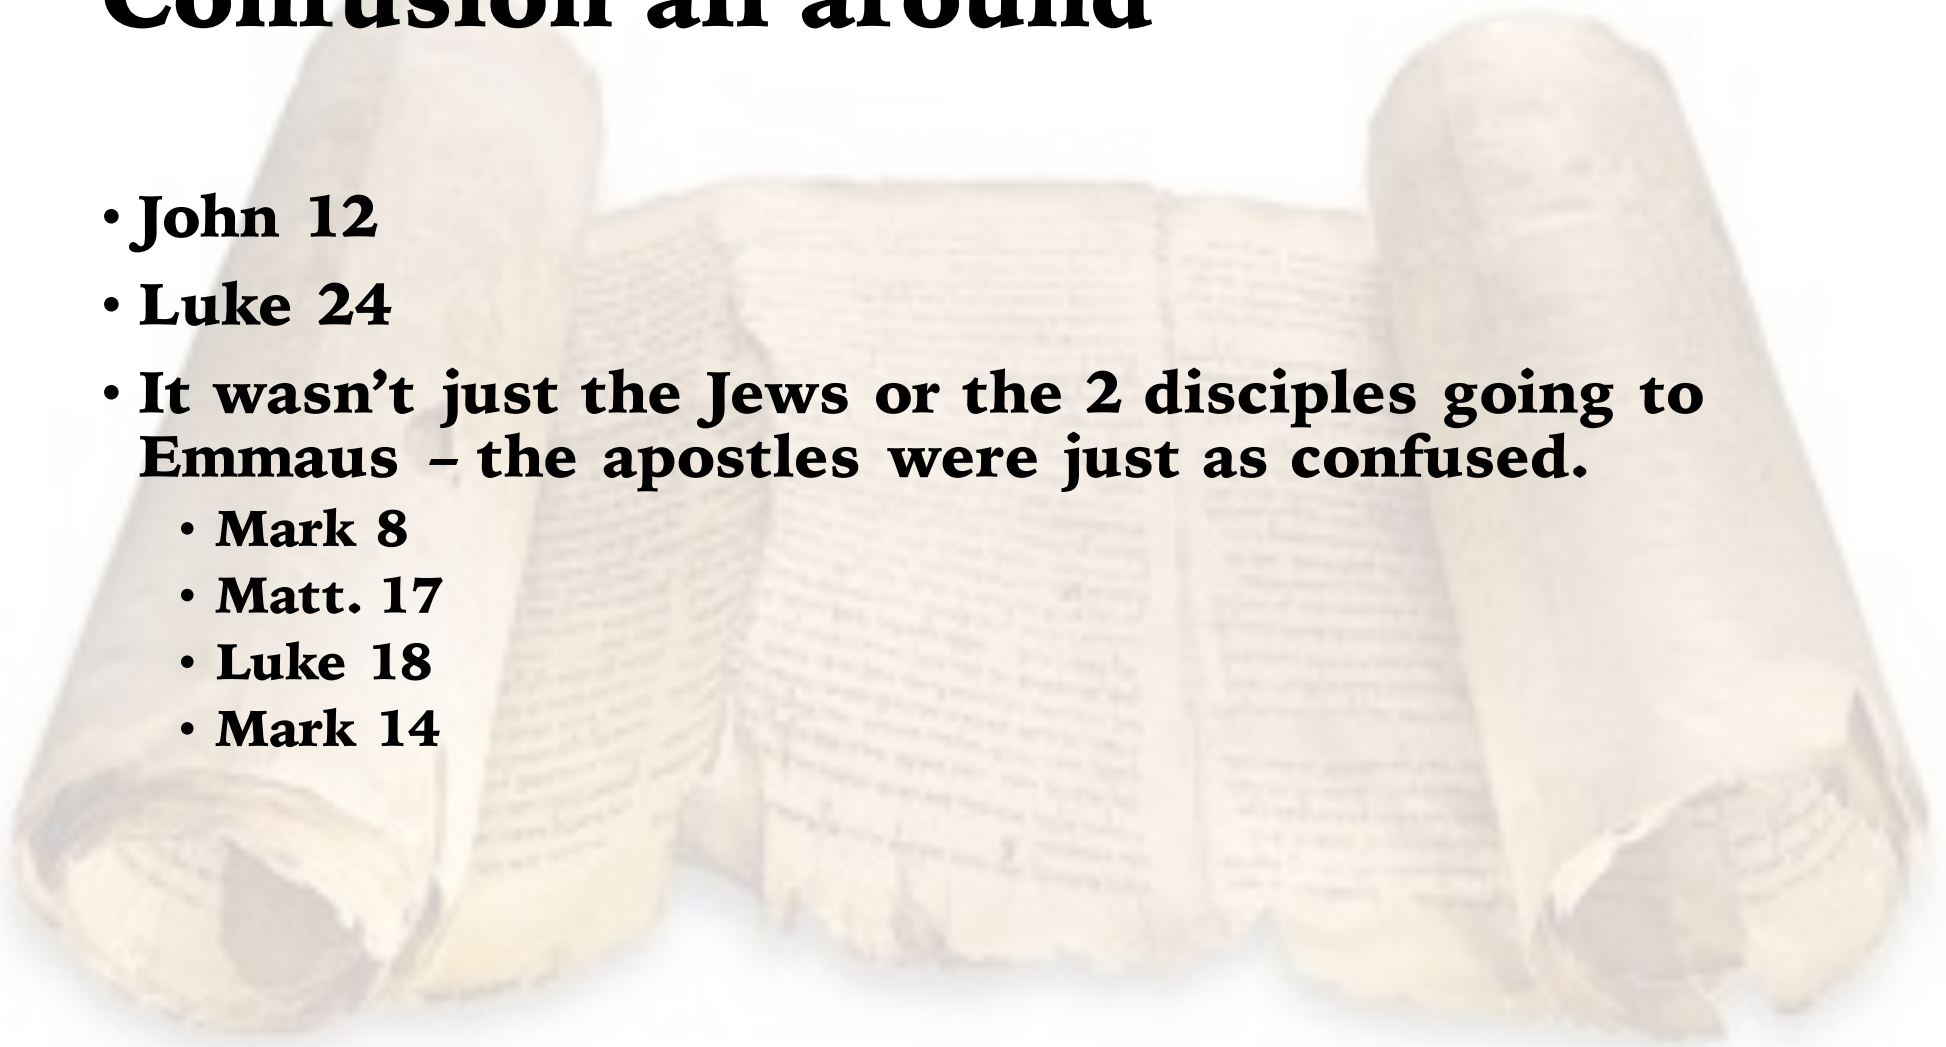 Confusion all around
• John 12
• Luke 24
• It wasn’t just the Jews or the 2 disciples going to
Emmaus – the apostles were just as confused.
• Mark 8
• Matt. 17
• Luke 18
• Mark 14